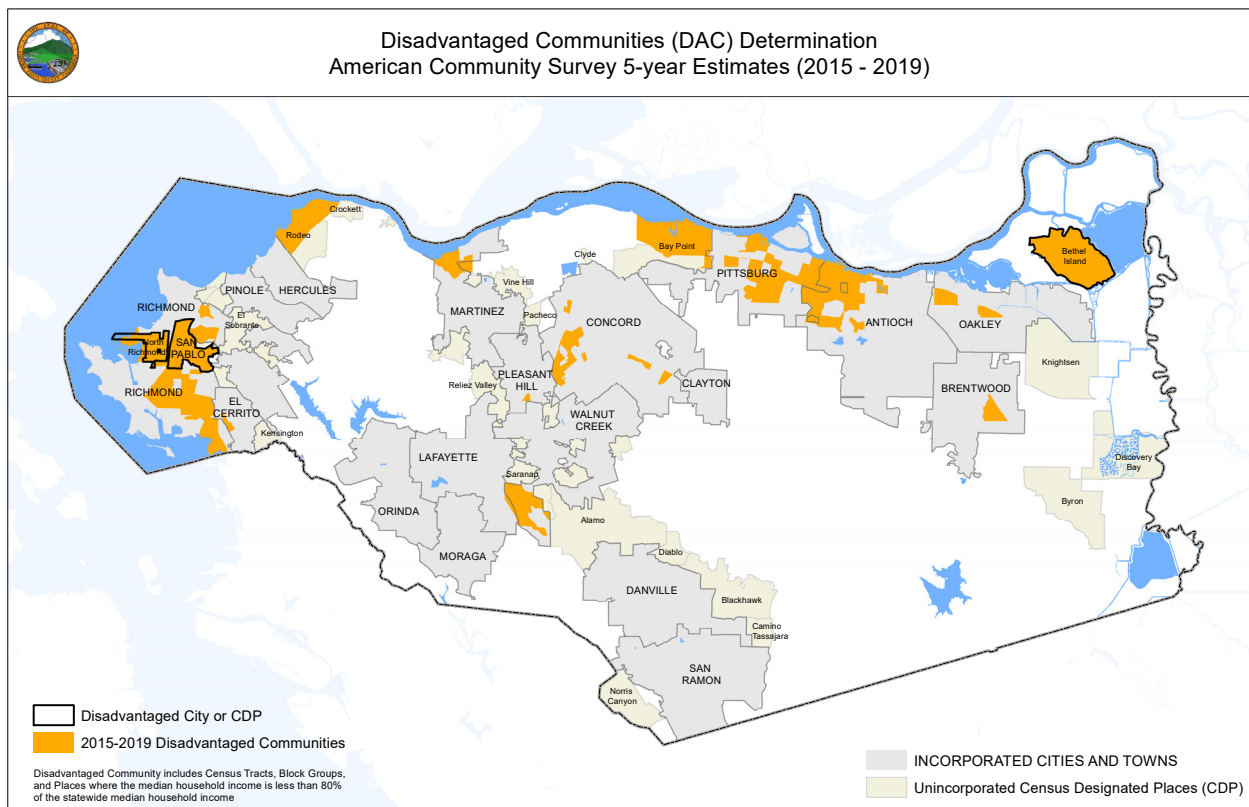 Disadvantaged Communities (DAC) Determination
American Community Survey 5-year Estimates (2015 - 2019)
Crockett
Rodeo
Bay Point
Clyde
Bethel
Island
PITTSBURG
Vine Hill
RICHMOND
PINOLE
HERCULES
MARTINEZ
Pacheco
CONCORD
ANTIOCH
OAKLEY
El
Sobrante
North
Richmond
SAN
PABLO
Knightsen
RICHMOND
Reliez Valley
PLEASANT
HILL
CLAYTON
BRENTWOOD
EL
CERRITO
Kensington
WALNUT
CREEK
LAFAYETTE
Saranap
Discovery
Bay
ORINDA
Alamo
Byron
MORAGA
Diablo
DANVILLE
Blackhawk
Camino
Tassajara
SAN
RAMON
Norris
Canyon
Disadvantaged City or CDP
2015-2019 Disadvantaged Communities
Disadvantaged Community includes Census Tracts, Block Groups,
and Places where the median household income is less than 80%
of the statewide median household income
INCORPORATED CITIES AND TOWNS
Unincorporated Census Designated Places (CDP)